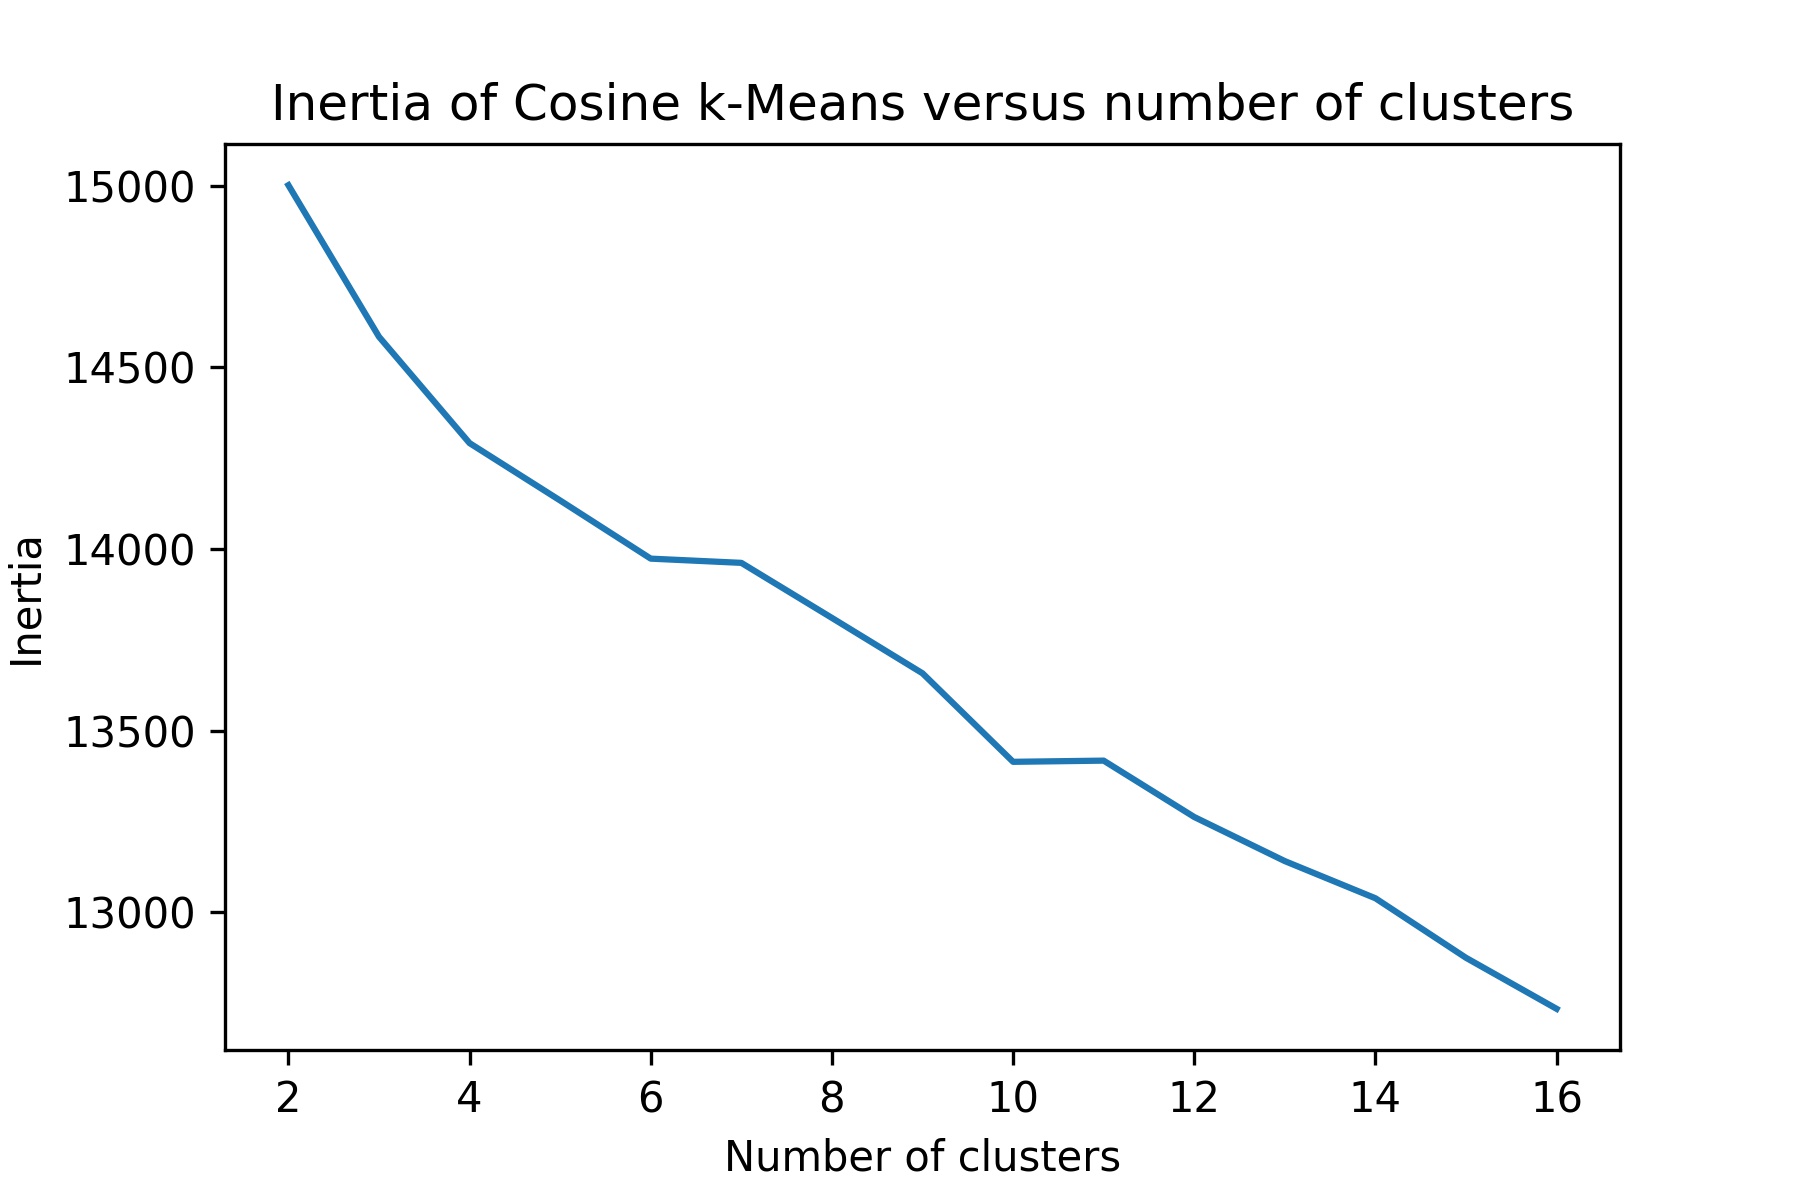 Inertia of Cosine k-Means versus number of clusters
15000
14500
14000
13500
13000
Inertia
2 4 6 8 10 12 14 16
Number of clusters